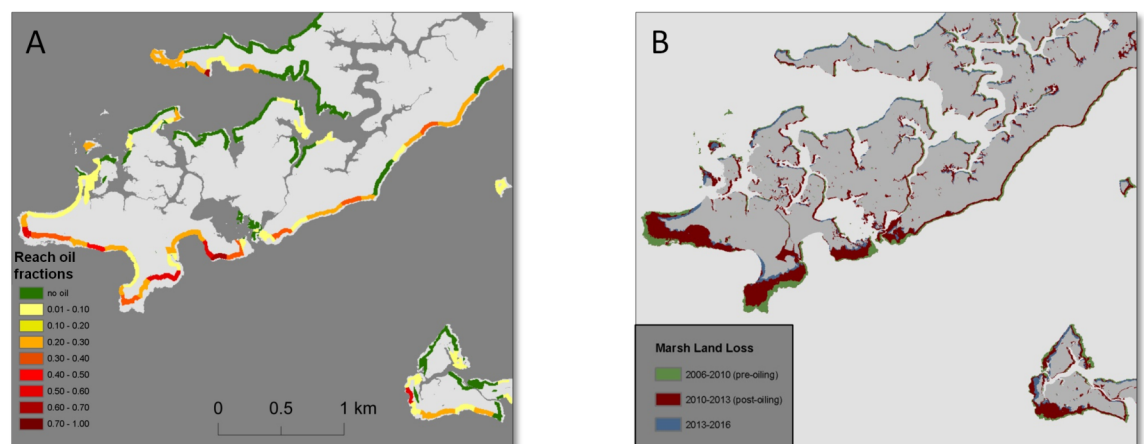 A
Reach oil
fractions
no oil
0.01 - 0.10
0.10 - 0.20
0.20 - 0.30
0.30 - 0.40
0.40 - 0.50
0.50 - 0.60
0.60 - 0.70
0.70 - 1.00
0 0.5 1 km
B
Marsh Land Loss
2006-2010 (pre-oiling)
2010-2013 (post-oiling)
2013-2016